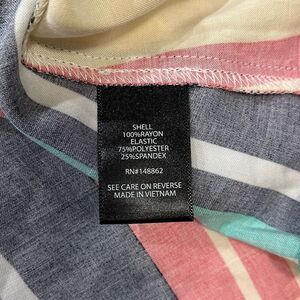 SHELL
100%RAYON
ELASTIC
75%POLYESTER
25%SPANDEX
RN#148862
SEE CARE ON REVERSE
MADE IN VIETNAM